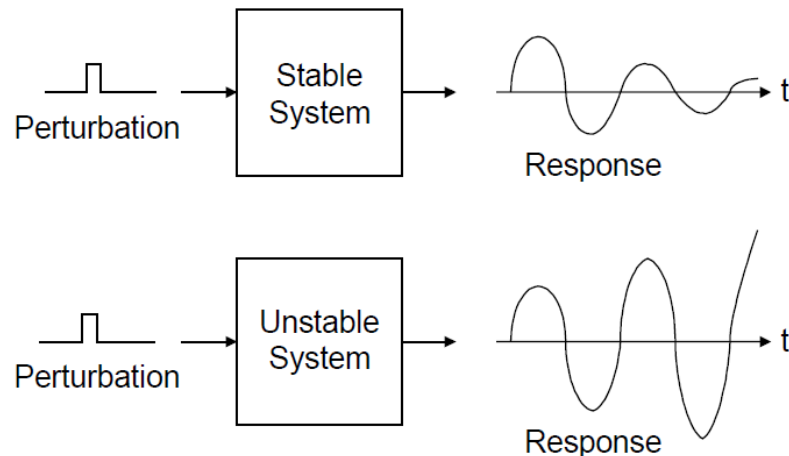 Perturbation
Stable
System
t
Response
Perturbation
Unstable
System
t
Response